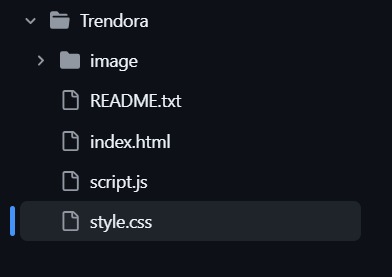 Trendora
image
README.txt
index.html
script.js
style.css